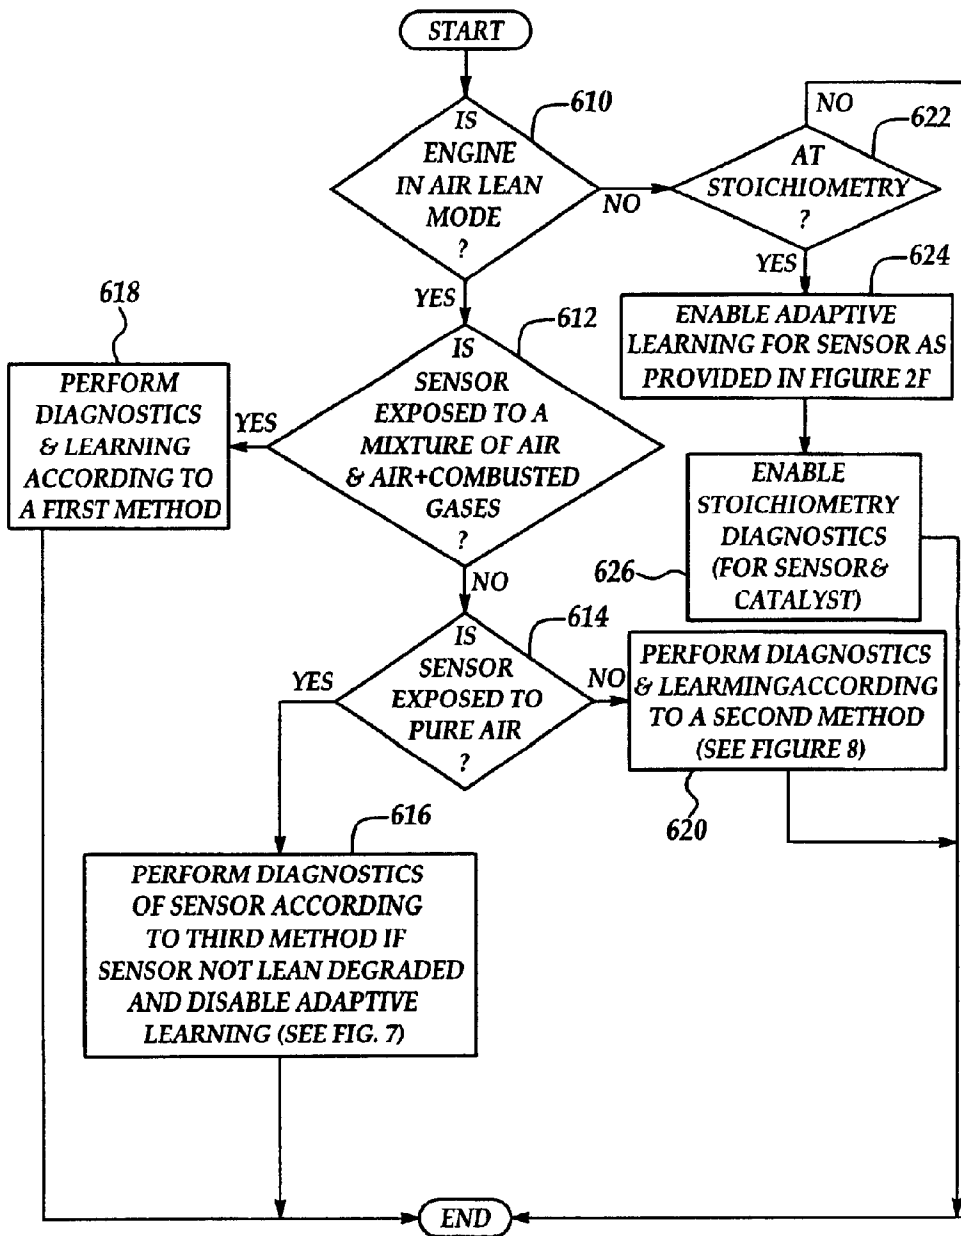 START
610
IS
ENGINE
IN AIR LEAN
MODE
?
NO
YES
NO
622
AT
STOICHIOMETRY
?
YES
624
ENABLE ADAPTIVE
LEARNING FOR SENSOR AS
PROVIDED IN FIGURE 2F
618
PERFORM
DIAGNOSTICS
& LEARNING
ACCORDING TO
A FIRST METHOD
YES
612
IS
SENSOR
EXPOSED TO A
MIXTURE OF AIR
& AIR+COMBUSTED
GASES
?
NO
ENABLE
STOICHIOMETRY
DIAGNOSTICS
(FOR SENSOR&
CATALYST)
626
614
IS
SENSOR
EXPOSED TO
PURE AIR
?
YES
NO
PERFORM DIAGNOSTICS
& LEARMINGACCORDING
TO A SECOND METHOD
(SEE FIGURE 8)
620
616
PERFORM DIAGNOSTICS
OF SENSOR ACCORDING
TO THIRD METHOD IF
SENSOR NOT LEAN DEGRADED
AND DISABLE ADAPTIVE
LEARNING (SEE FIG. 7)
END